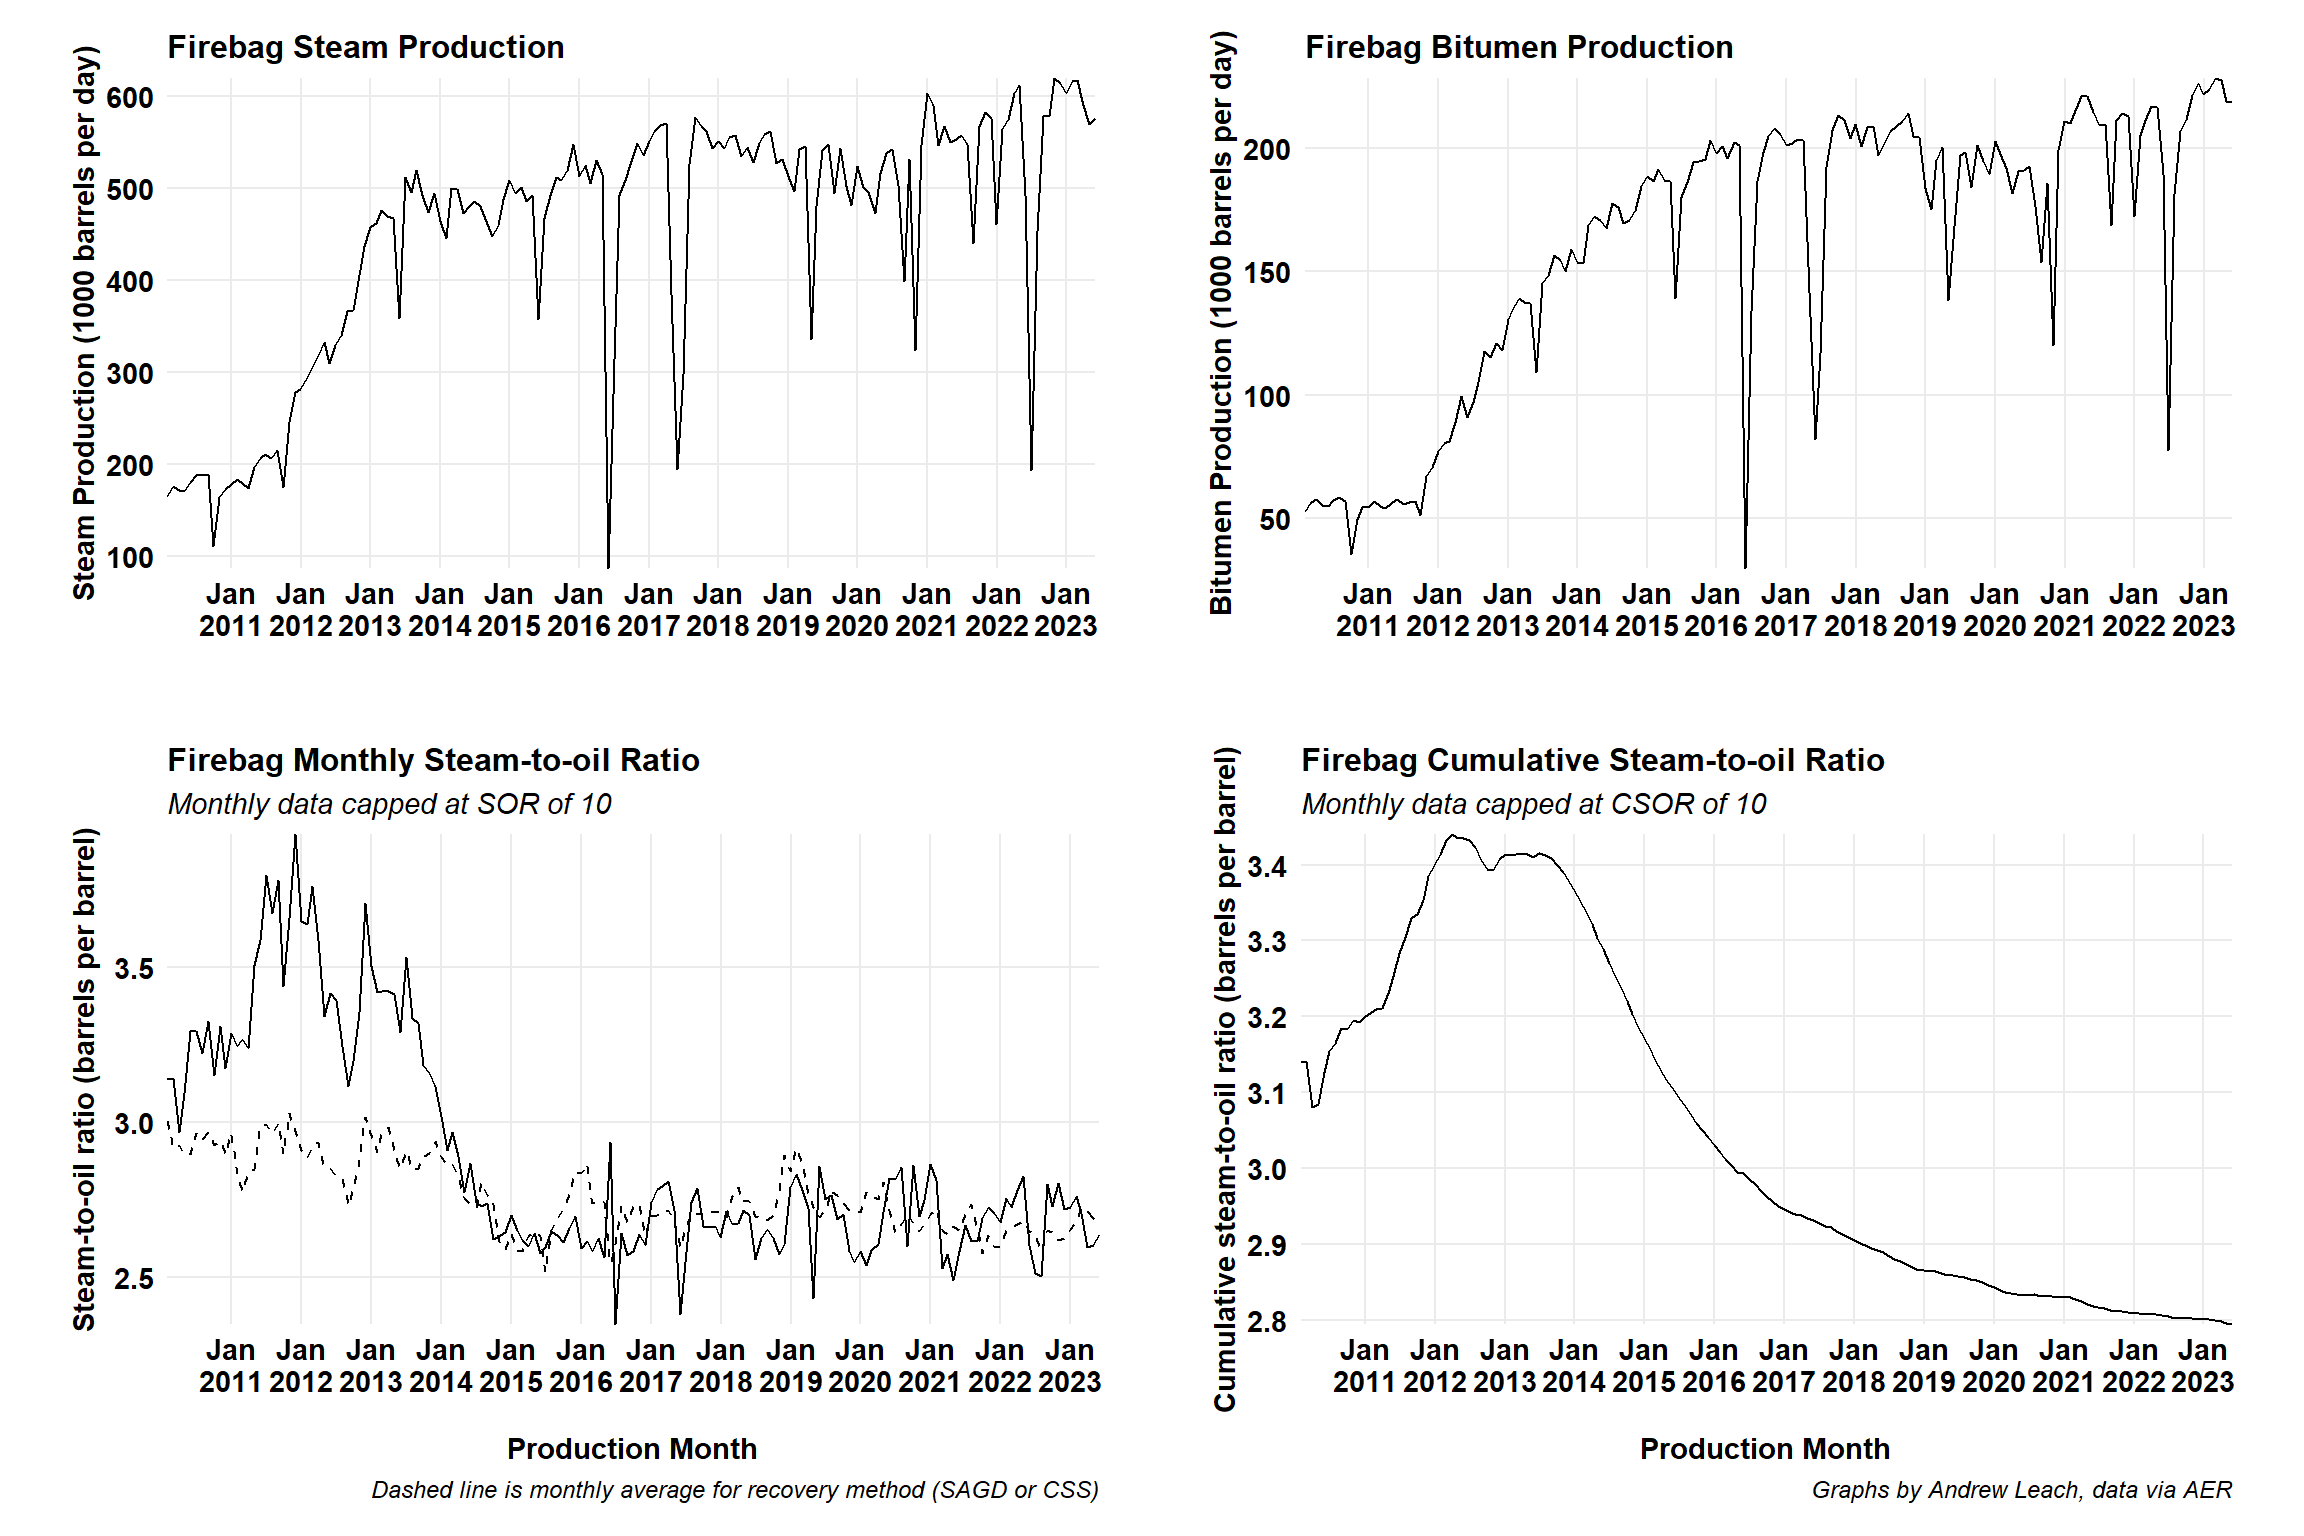 Firebag Steam Production
Steam Production (1000 barrels per day)
600
500
400
300
200
100
Jan Jan Jan Jan Jan Jan Jan Jan Jan Jan Jan Jan Jan
2011 2012 2013 2014 2015 2016 2017 2018 2019 2020 2021 2022 2023
Firebag Bitumen Production
Bitumen Production (1000 barrels per day)
200
150
100
50
Jan Jan Jan Jan Jan Jan Jan Jan Jan Jan Jan Jan Jan
2011 2012 2013 2014 2015 2016 2017 2018 2019 2020 2021 2022 2023
Firebag Monthly Steam-to-oil Ratio
Monthly data capped at SOR of 10
Steam-to-oil ratio (barrels per barrel)
3.5
3.0
2.5
Jan Jan Jan Jan Jan Jan Jan Jan Jan Jan Jan Jan Jan
2011 2012 2013 2014 2015 2016 2017 2018 2019 2020 2021 2022 2023
Production Month
Dashed line is monthly average for recovery method (SAGD or CSS)
Firebag Cumulative Steam-to-oil Ratio
Monthly data capped at CSOR of 10
Cumulative steam-to-oil ratio (barrels per barrel)
3.4
3.3
3.2
3.1
3.0
2.9
2.8
Jan Jan Jan Jan Jan Jan Jan Jan Jan Jan Jan Jan Jan
2011 2012 2013 2014 2015 2016 2017 2018 2019 2020 2021 2022 2023
Production Month
Graphs by Andrew Leach, data via AER